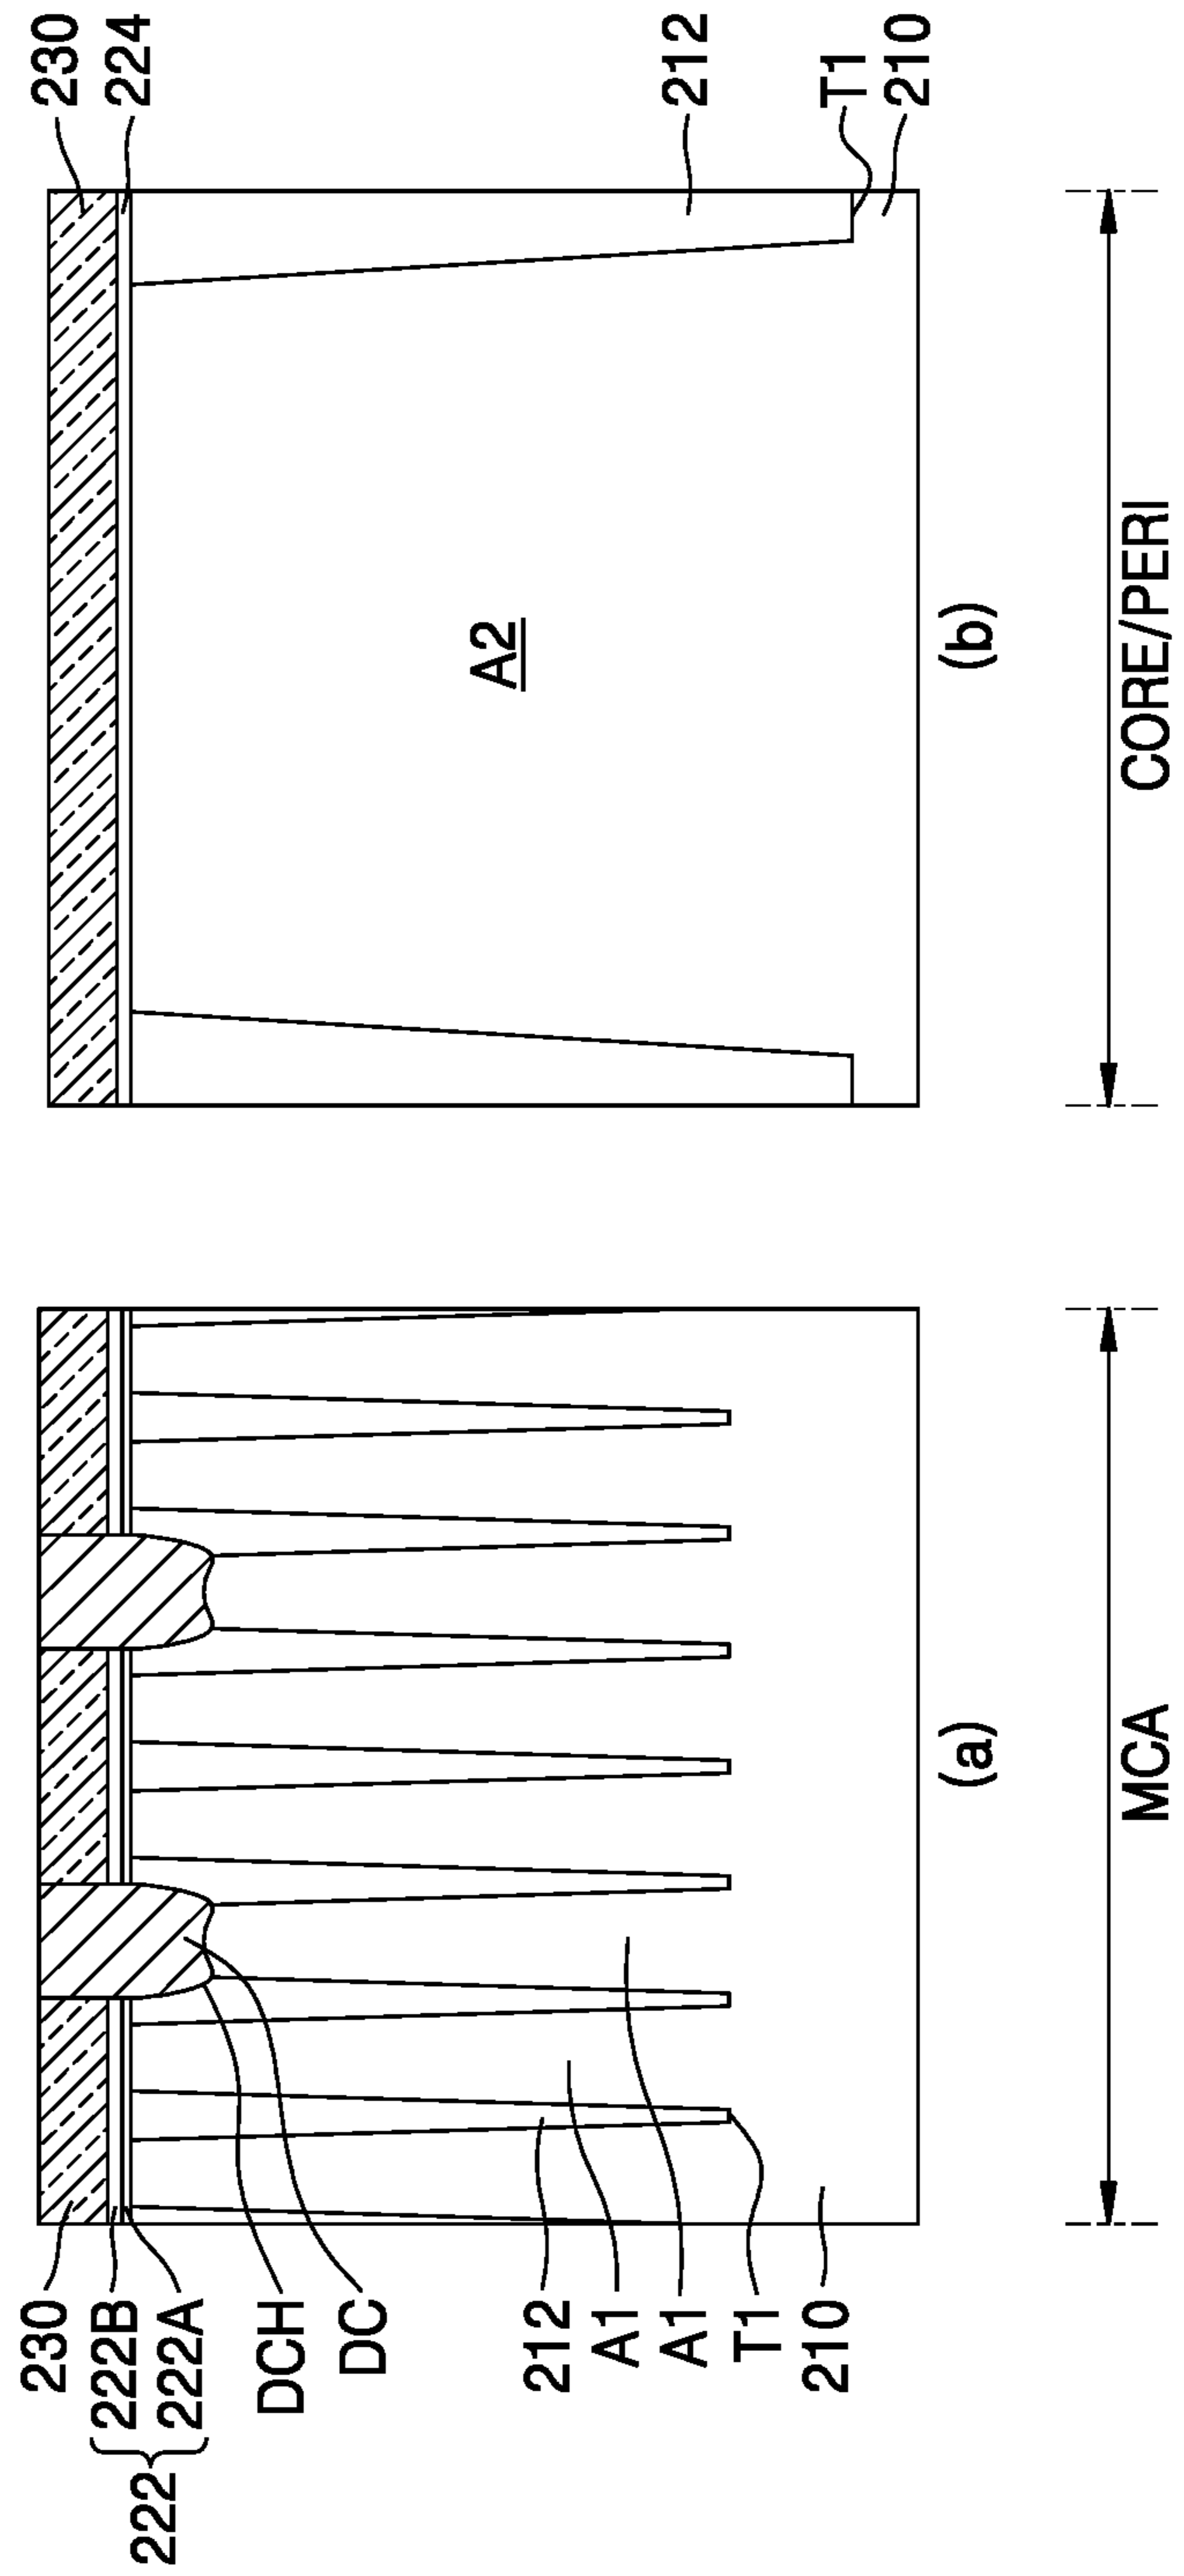 230
222B
222A
222
DCH
DC
212
A1
A1
T1
210
(a)
MCA
230
224
A2
212
T1
210
(b)
CORE/PERI